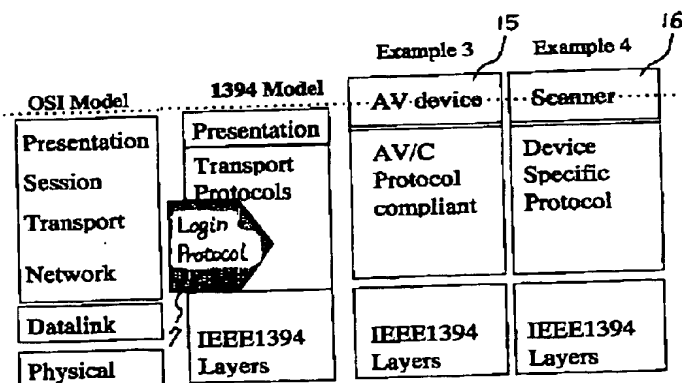 15
16
Example 3
Example 4
OSI Model
1394 Model
AV device
Scanner
Presentation
Session
Transport
Network
Datalink
Physical
Presentation
Transport
Protocols
Login
Protocol
7
IEEE1394
Layers
AV/C
Protocol
compliant
IEEE1394
Layers
Device
Specific
Protocol
IEEE1394
Layers